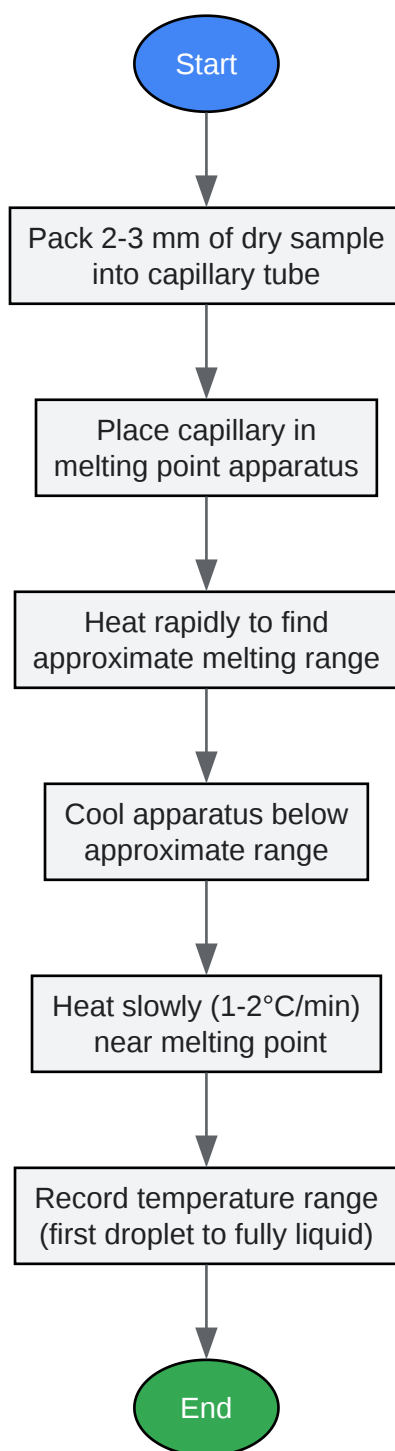 Start
Pack 2-3 mm of dry sample
into capillary tube
Place capillary in
melting point apparatus
Heat rapidly to find
approximate melting range
Cool apparatus below
approximate range
Heat slowly (1-2°C/min)
near melting point
Record temperature range
(first droplet to fully liquid)
End